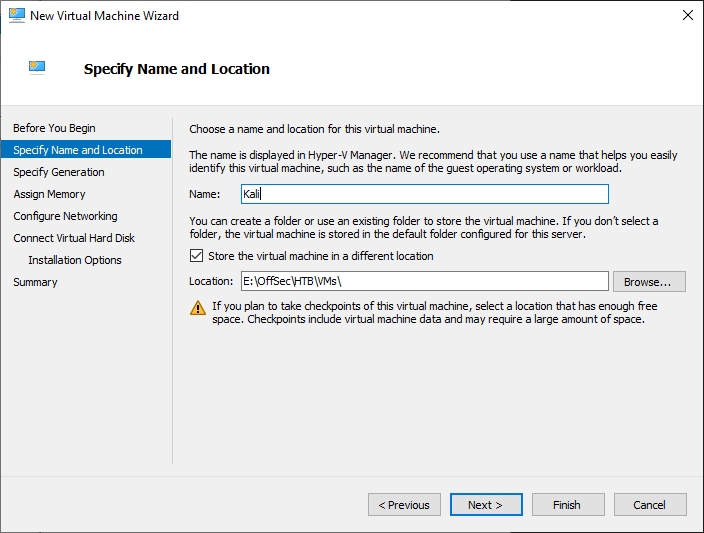 New Virtual Machine Wizard
Specify Name and Location
Before You Begin
Specify Name and Location
Specify Generation
Assign Memory
Configure Networking
Connect Virtual Hard Disk
Installation Options
Summary
Choose a name and location for this virtual machine.
The name is displayed in Hyper-V Manager. We recommend that you use a name that helps you easily
identify this virtual machine, such as the name of the guest operating system or workload.
Name: Kali
You can create a folder or use an existing folder to store the virtual machine. If you don't select a
folder, the virtual machine is stored in the default folder configured for this server.
Store the virtual machine in a different location
Location: E:\OffSec\HTB\VMs\ Browse...
If you plan to take checkpoints of this virtual machine, select a location that has enough free
space. Checkpoints include virtual machine data and may require a large amount of space.
< Previous Next > Finish Cancel